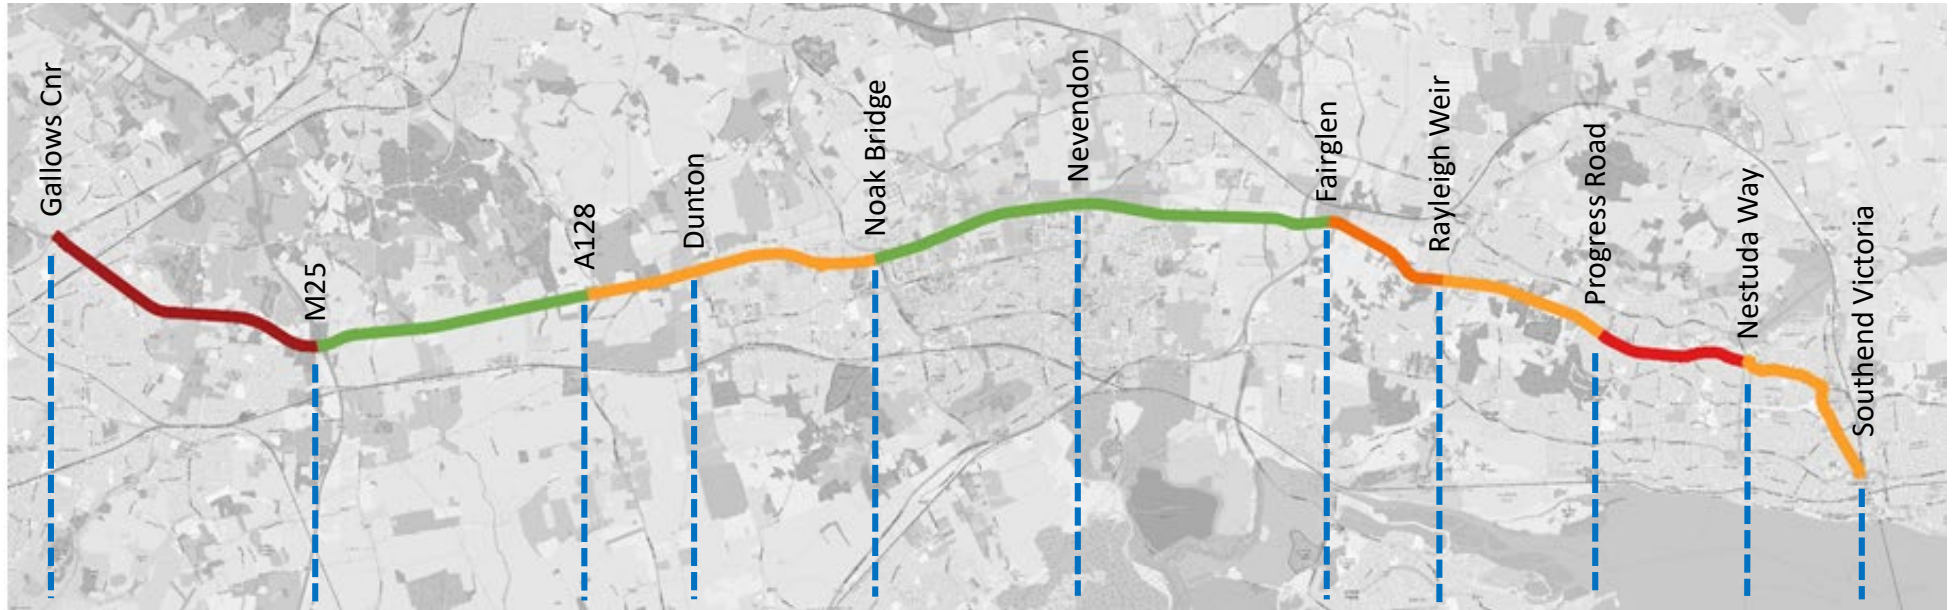 Gallows Cnr
M25
A128
Dunton
Noak Bridge
Nevendon
Fairglen
Rayleigh Weir
Progress Road
Nestuda Way
Southend Victoria